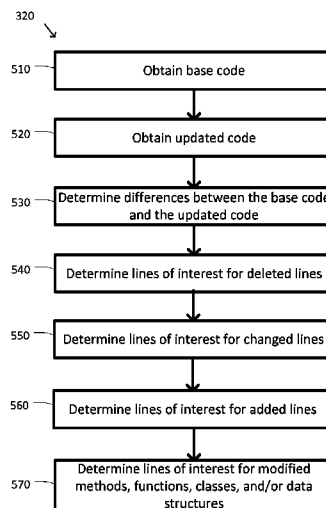 320
510
Obtain base code
520
Obtain updated code
530
Determine differences between the base code
and the updated code
540
Determine lines of interest for deleted lines
550
Determine lines of interest for changed lines
560
Determine lines of interest for added lines
570
Determine lines of interest for modified
methods, functions, classes, and/or data
structures